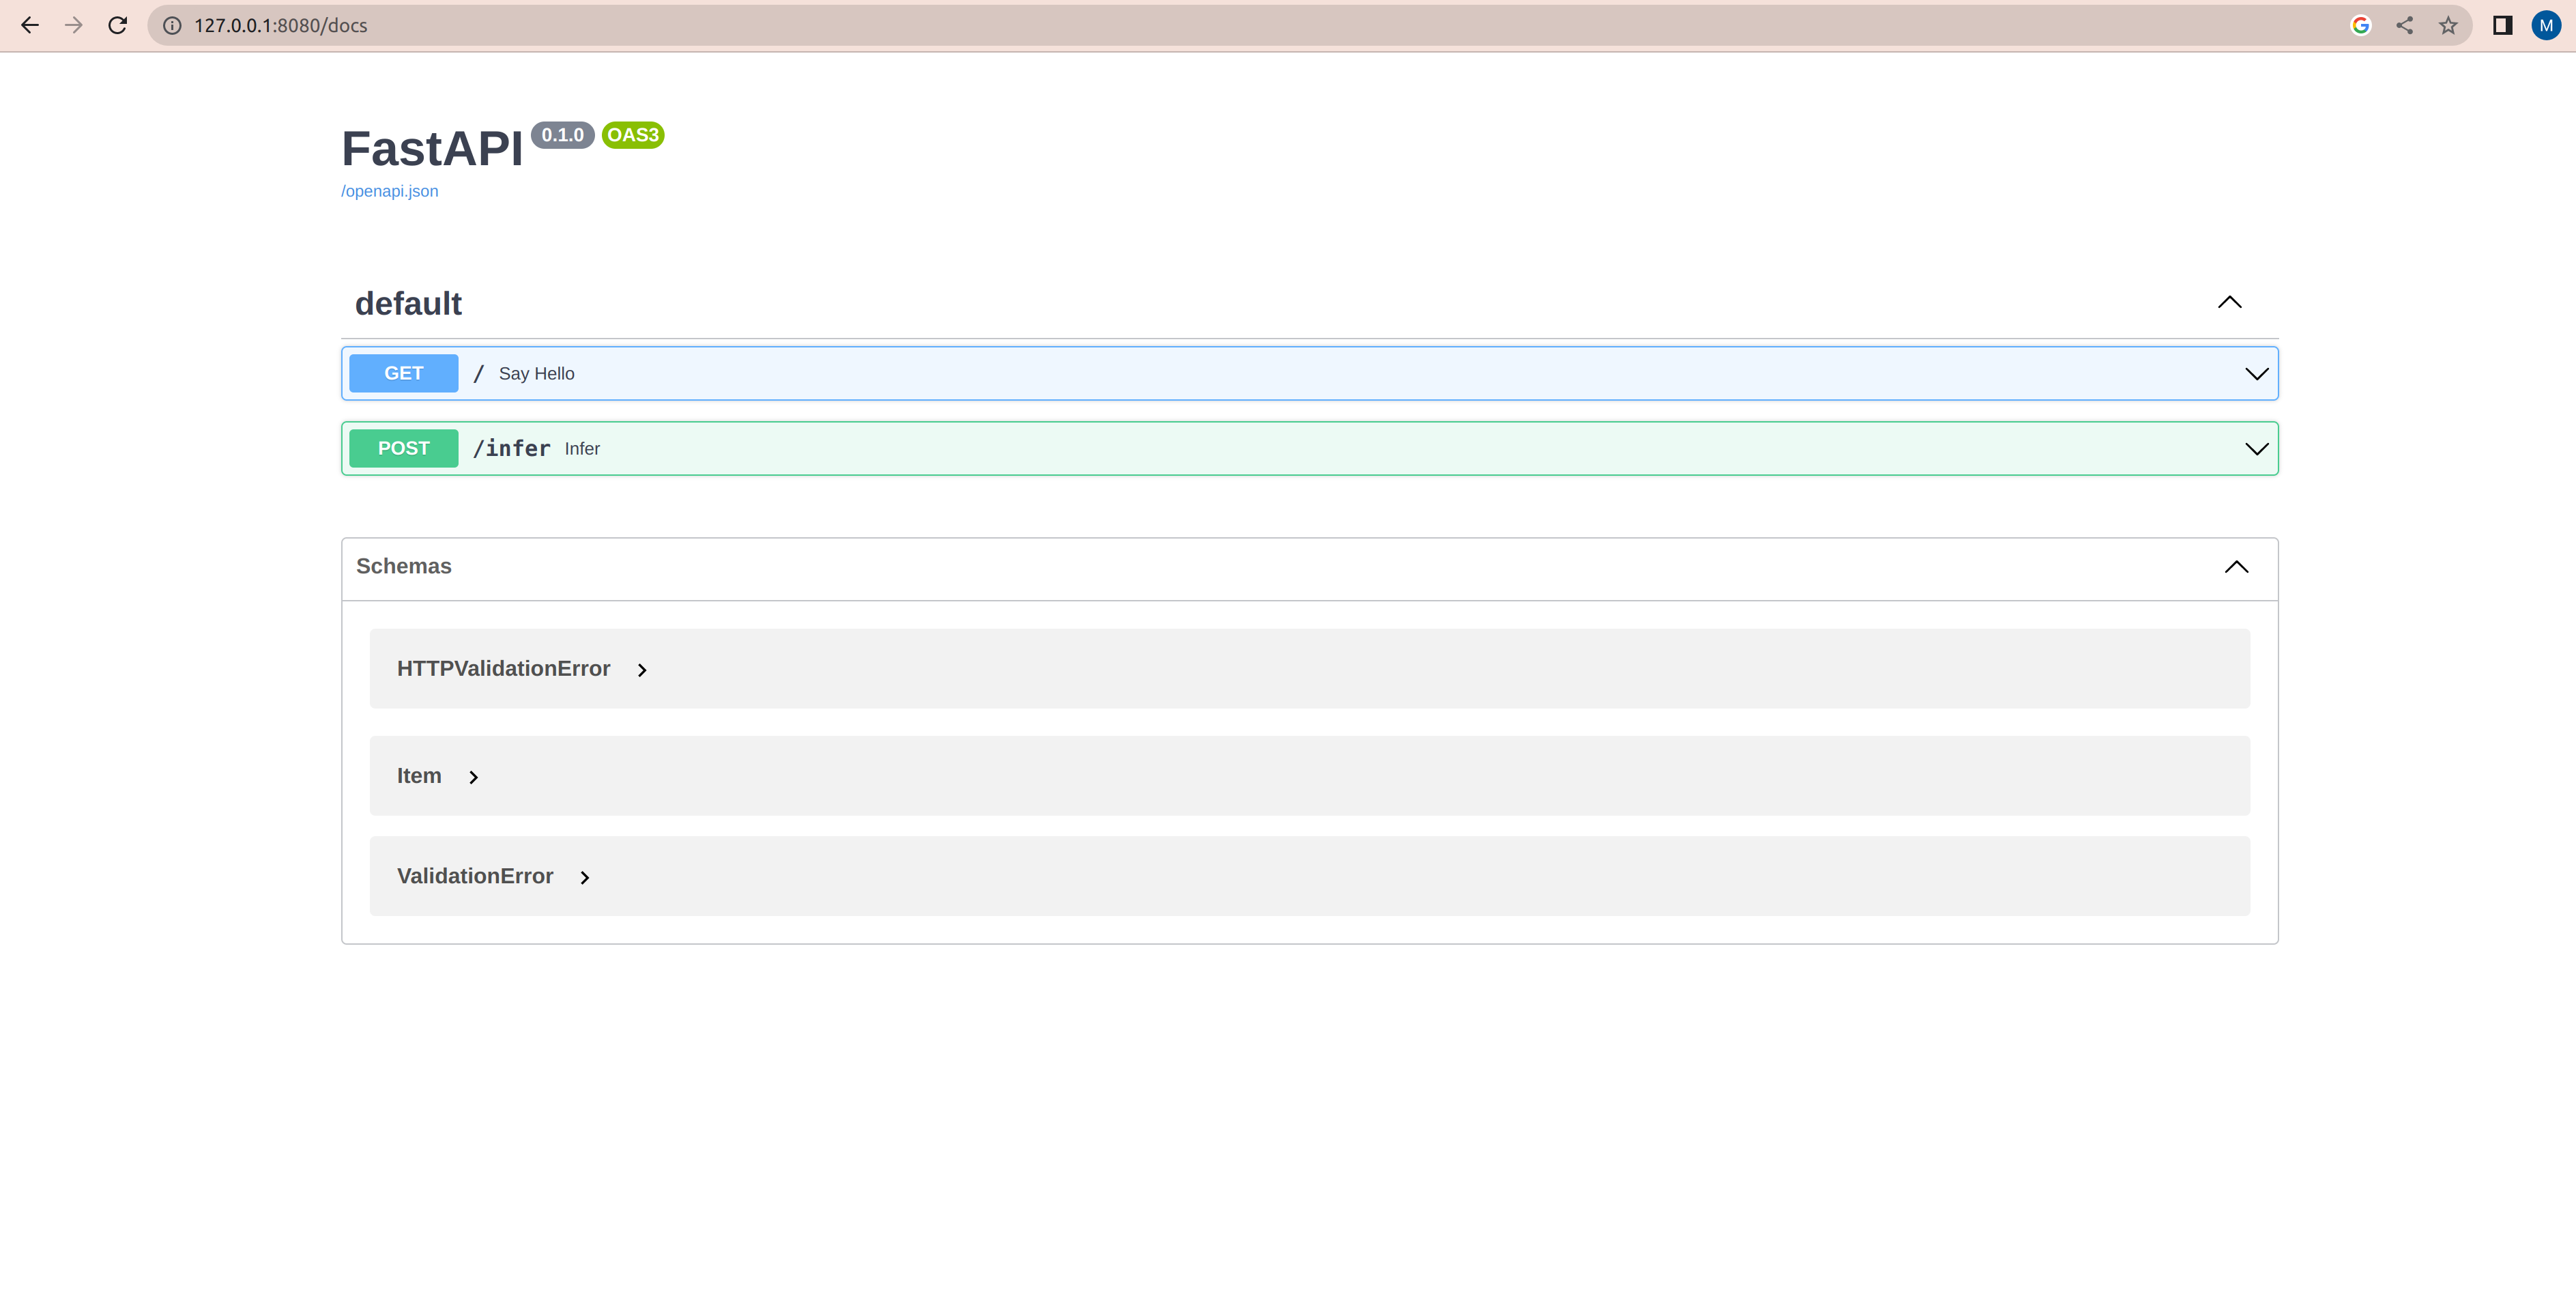 127.0.0.1:8080/docs
M
FastAPI 0.1.0 OAS3
/openapi.json
default
GET / Say Hello
POST /infer Infer
Schemas
HTTPValidationError
Item
ValidationError